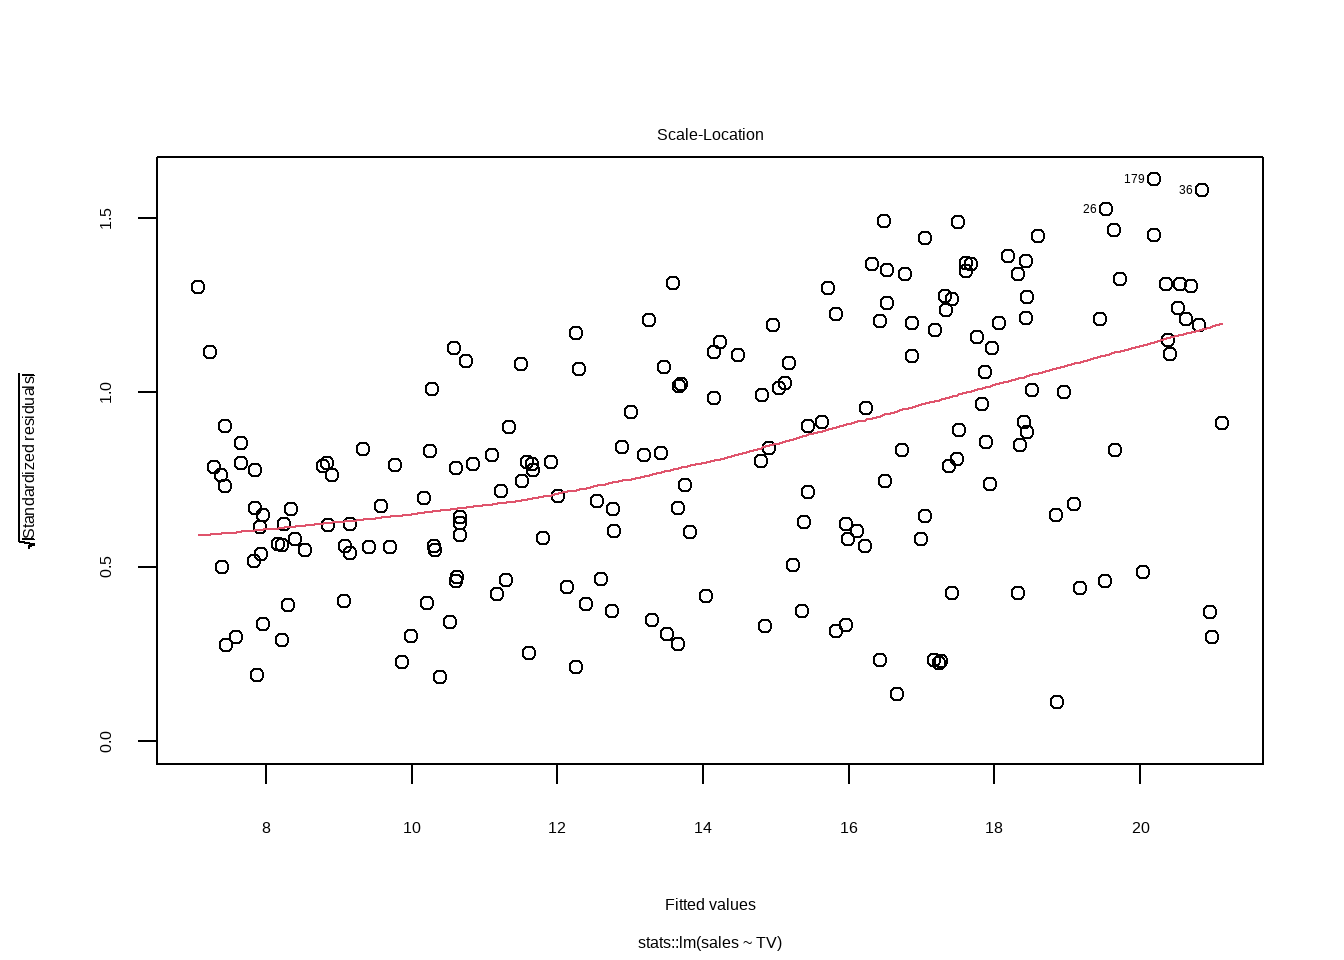 Scale-Location
√|Standardized residuals|
1.5
1.0
0.5
0.0
179
36
26
8 10 12 14 16 18 20
Fitted values
stats::lm(sales ~ TV)